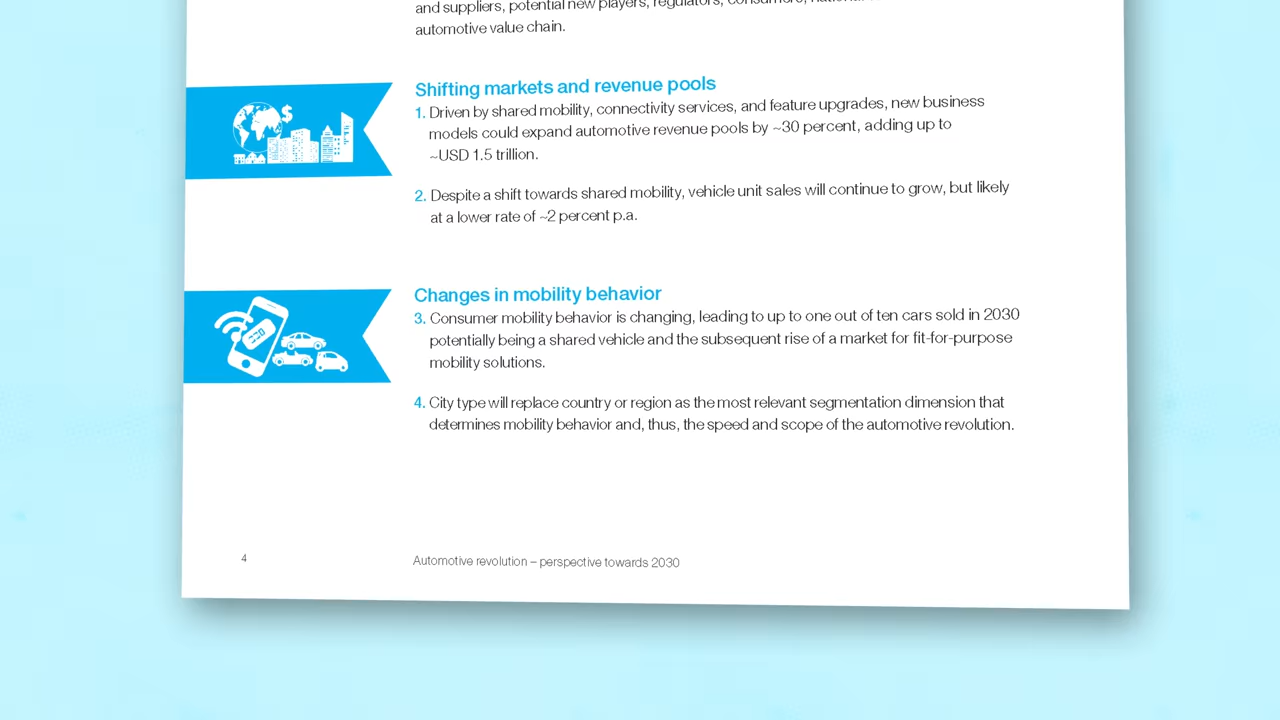 and suppliers, potential new players, regulators, consumers,
automotive value chain.
Shifting markets and revenue pools
1. Driven by shared mobility, connectivity services, and feature upgrades, new business
models could expand automotive revenue pools by ~30 percent, adding up to
~USD 1.5 trillion.
2. Despite a shift towards shared mobility, vehicle unit sales will continue to grow, but likely
at a lower rate of ~2 percent p.a.
Changes in mobility behavior
3. Consumer mobility behavior is changing, leading to up to one out of ten cars sold in 2030
potentially being a shared vehicle and the subsequent rise of a market for fit-for-purpose
mobility solutions.
4. City type will replace country or region as the most relevant segmentation dimension that
determines mobility behavior and, thus, the speed and scope of the automotive revolution.
4
Automotive revolution – perspective towards 2030